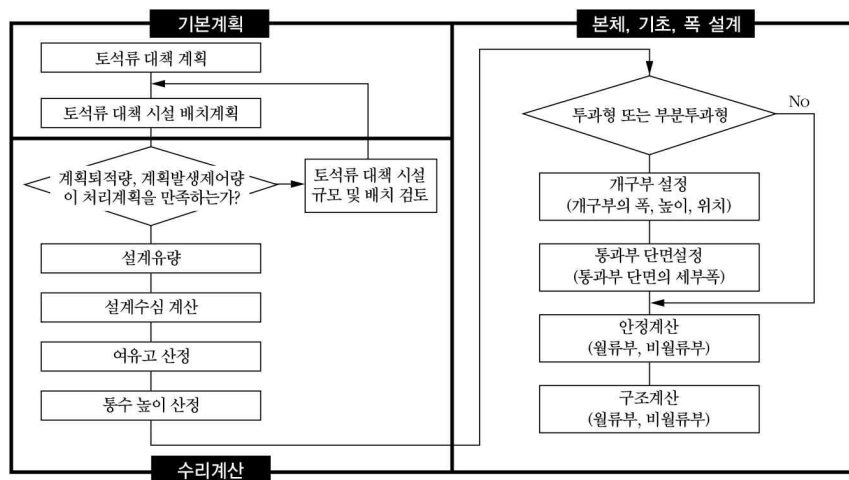 기본계획
토석류 대책 계획
토석류 대책 시설 배치계획
계획퇴적량, 계획발생제어량
이 처리계획을 만족하는가?
토석류 대책 시설
규모 및 배치 검토
설계유량
설계수심 계산
여유고 산정
통수 높이 산정
수리계산
본체, 기초, 폭 설계
투과형 또는 부분투과형
No
개구부 설정
(개구부의 폭, 높이, 위치)
통과부 단면설정
(통과부 단면의 세부폭)
안정계산
(월류부, 비월류부)
구조계산
(월류부, 비월류부)